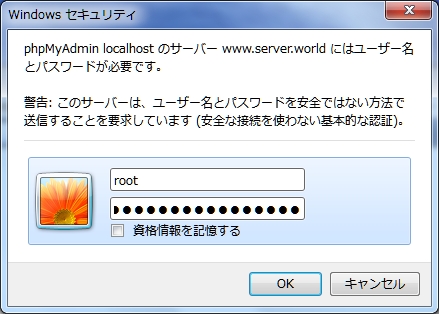 Windows セキュリティ
phpMyAdmin localhost のサーバー www.server.world にはユーザー名
とパスワードが必要です。
警告: このサーバーは、ユーザー名とパスワードを安全ではない方法で
送信することを要求しています (安全な接続を使わない基本的な認証)。
root
資格情報を記憶する
OK
キャンセル